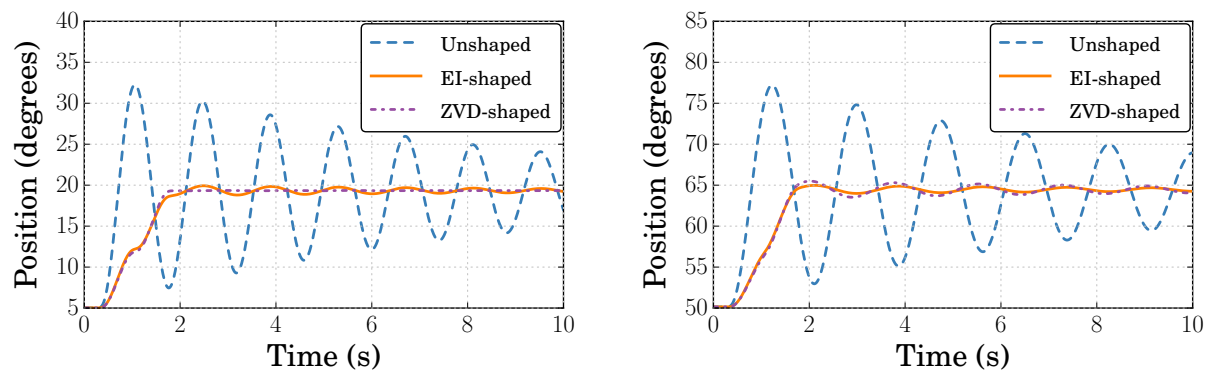 Position (degrees)
40
35
30
25
20
15
10
5
0 2 4 6 8 10
Time (s)
Unshaped
EI-shaped
ZVD-shaped
Position (degrees)
85
80
75
70
65
60
55
50
0 2 4 6 8 10
Time (s)
Unshaped
EI-shaped
ZVD-shaped